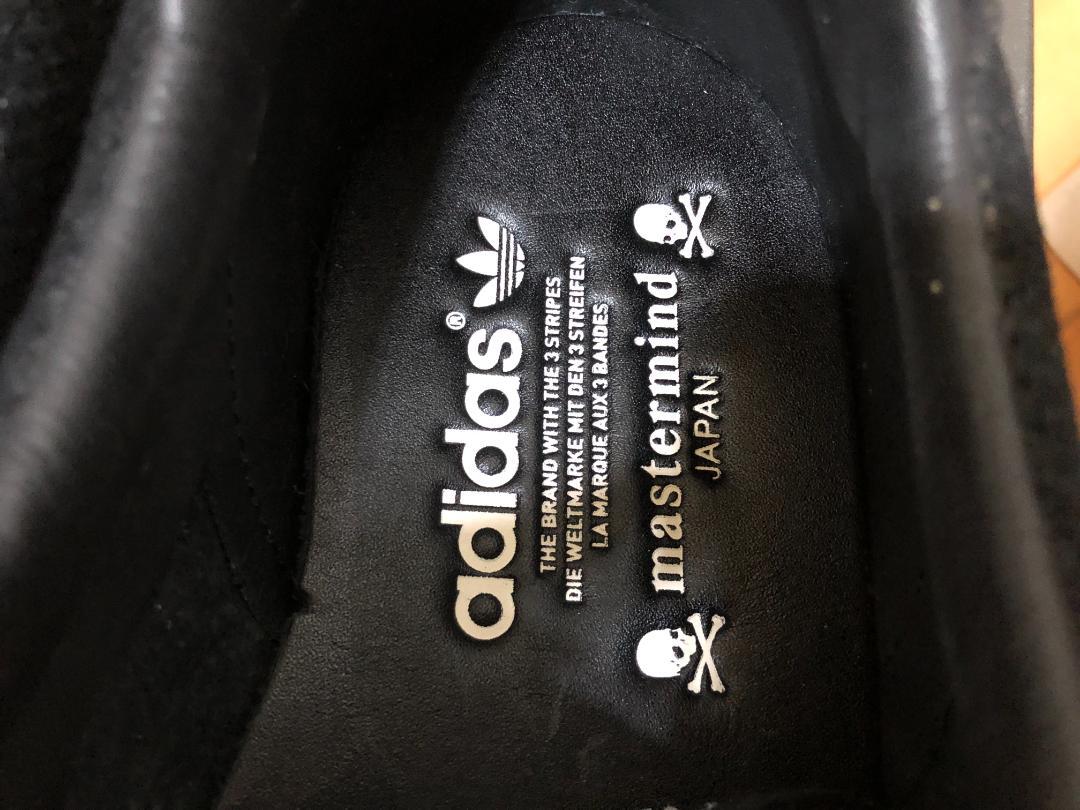 adidas®
THE BRAND WITH THE 3 STRIPES
DIE WELTMARKE MIT DEN 3 STREIFEN
LA MARQUE AUX 3 BANDES
mastermind
JAPAN